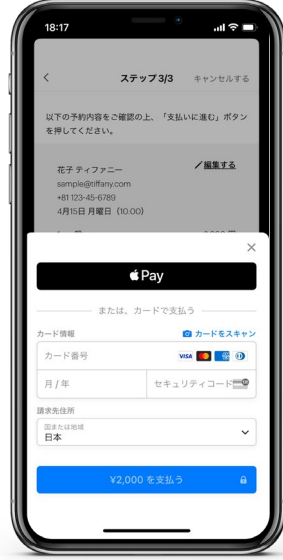 18:17
ステップ 3/3 キャンセルする
以下の予約内容をご確認の上、「支払いに進む」ボタン
を押してください。
花子 ティファニー 編集する
sample@tiffany.com
+81 123-45-6789
4月15日 月曜日 (10:00)
Pay
または、カードで支払う
カード情報 カードをスキャン
カード番号 VISA
月 / 年 セキュリティコード
請求先住所
国または地域
日本
¥2,000 を支払う